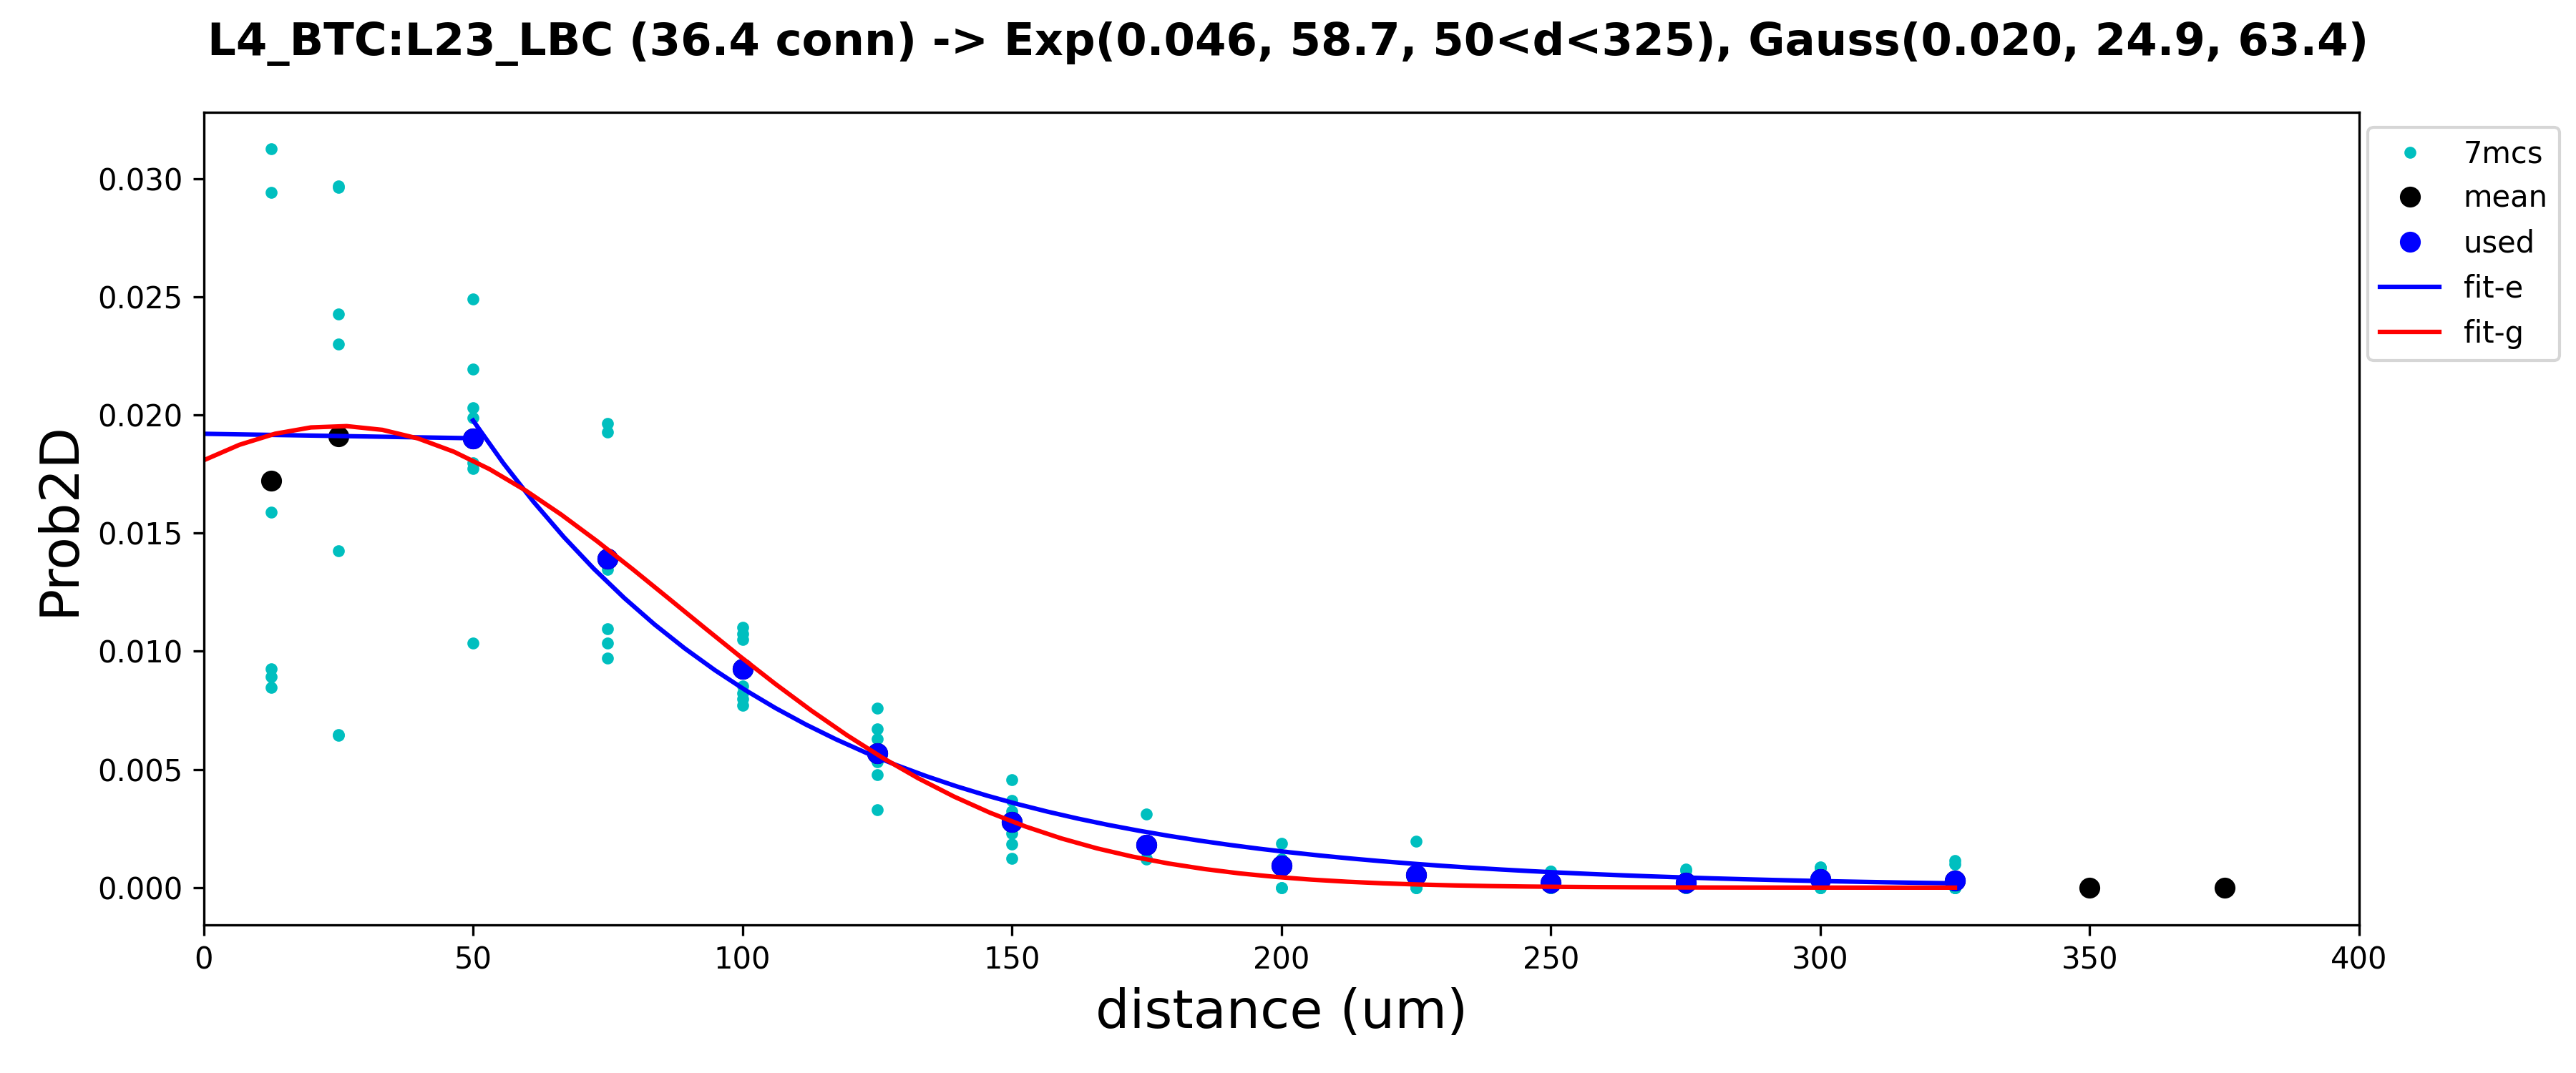 L4_BTC:L23_LBC (36.4 conn) -> Exp(0.046, 58.7, 50<d<325), Gauss(0.020, 24.9, 63.4)
7mcs
mean
used
fit-e
fit-g
Prob2D
0.030
0.025
0.020
0.015
0.010
0.005
0.000
0 50 100 150 200 250 300 350 400
distance (um)